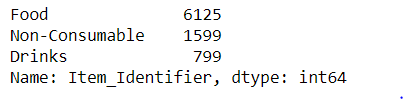 Food              6125
Non-Consumable    1599
Drinks             799
Name: Item_Identifier, dtype: int64